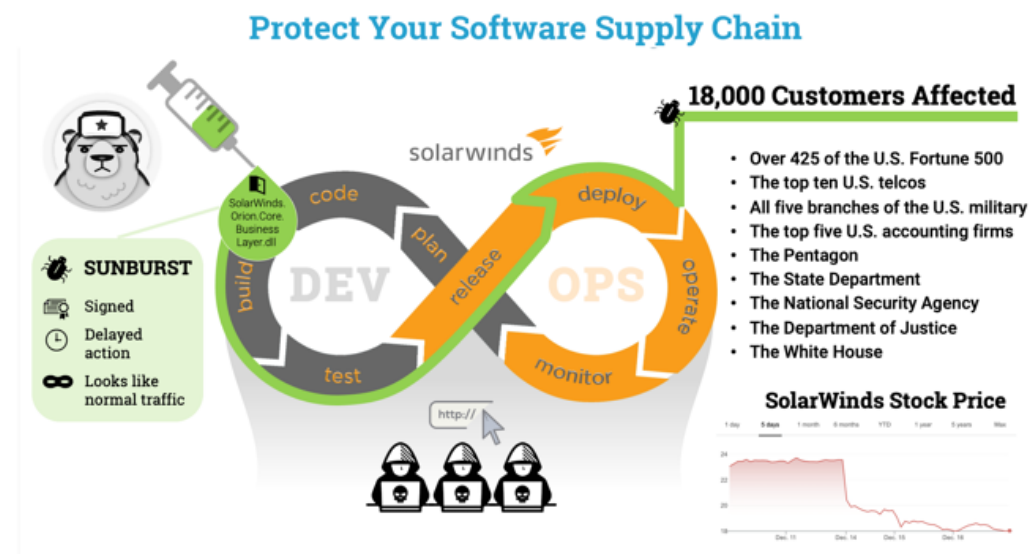 Protect Your Software Supply Chain
18,000 Customers Affected
solarwinds
code
SolarWinds.
Orion.Core.
Business
Layer.dll
plan
release
deploy
build
DEV
OPS
operate
test
monitor
SUNBURST
Signed
Delayed
action
Looks like
normal traffic
http://
• Over 425 of the U.S. Fortune 500
• The top ten U.S. telcos
• All five branches of the U.S. military
• The top five U.S. accounting firms
• The Pentagon
• The State Department
• The National Security Agency
• The Department of Justice
• The White House
SolarWinds Stock Price
1 day 5 days 1 month 6 months YTD 1 year 5 years Max
24
22
20
18
Dec. 11 Dec. 14 Dec. 15 Dec. 16